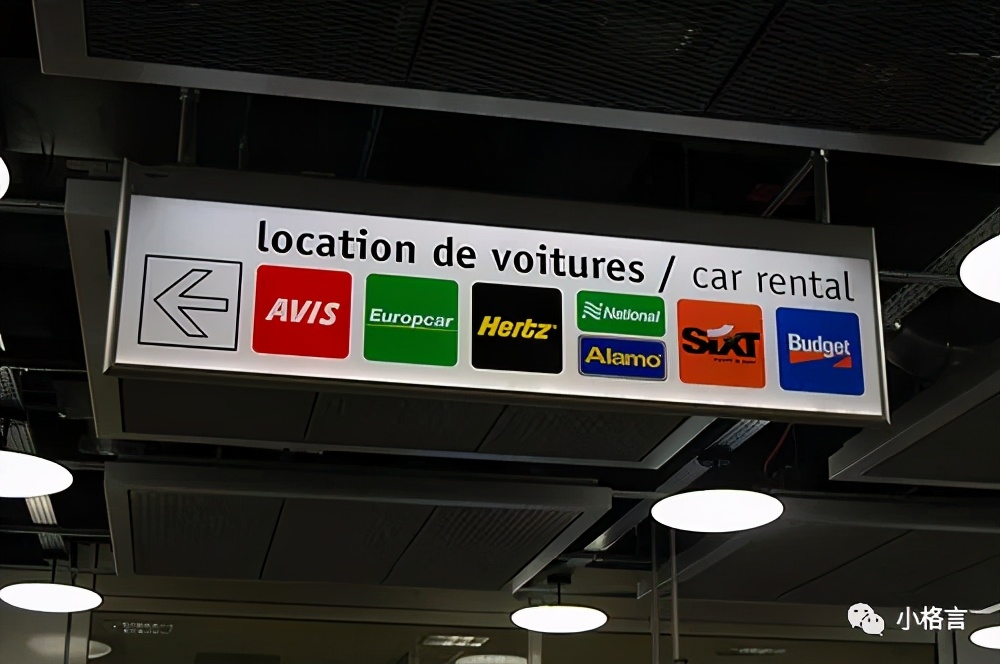 location de voitures / car rental
AVIS
Europcar
Hertz
National
Alamo
SIXT
Budget
小格言